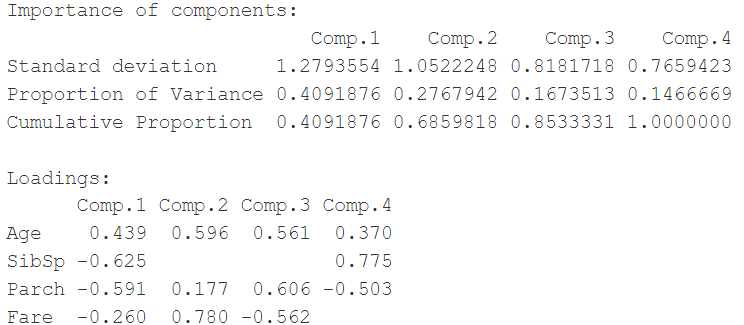 Importance of components:
                          Comp.1    Comp.2    Comp.3    Comp.4
Standard deviation     1.2793554 1.0522248 0.8181718 0.7659423
Proportion of Variance 0.4091876 0.2767942 0.1673513 0.1466669
Cumulative Proportion  0.4091876 0.6859818 0.8533331 1.0000000

Loadings:
      Comp.1 Comp.2 Comp.3 Comp.4
Age    0.439  0.596  0.561  0.370
SibSp -0.625                0.775
Parch -0.591  0.177  0.606 -0.503
Fare  -0.260  0.780 -0.562